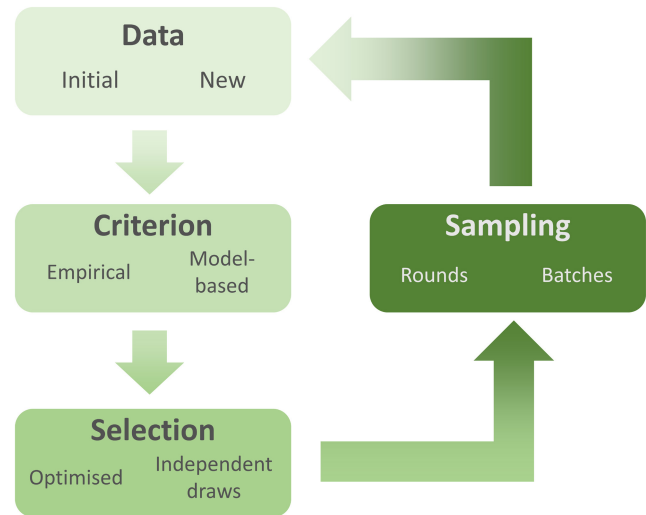 Data
Initial New
Criterion
Empirical Model-
based
Selection
Optimised Independent
draws
Sampling
Rounds Batches